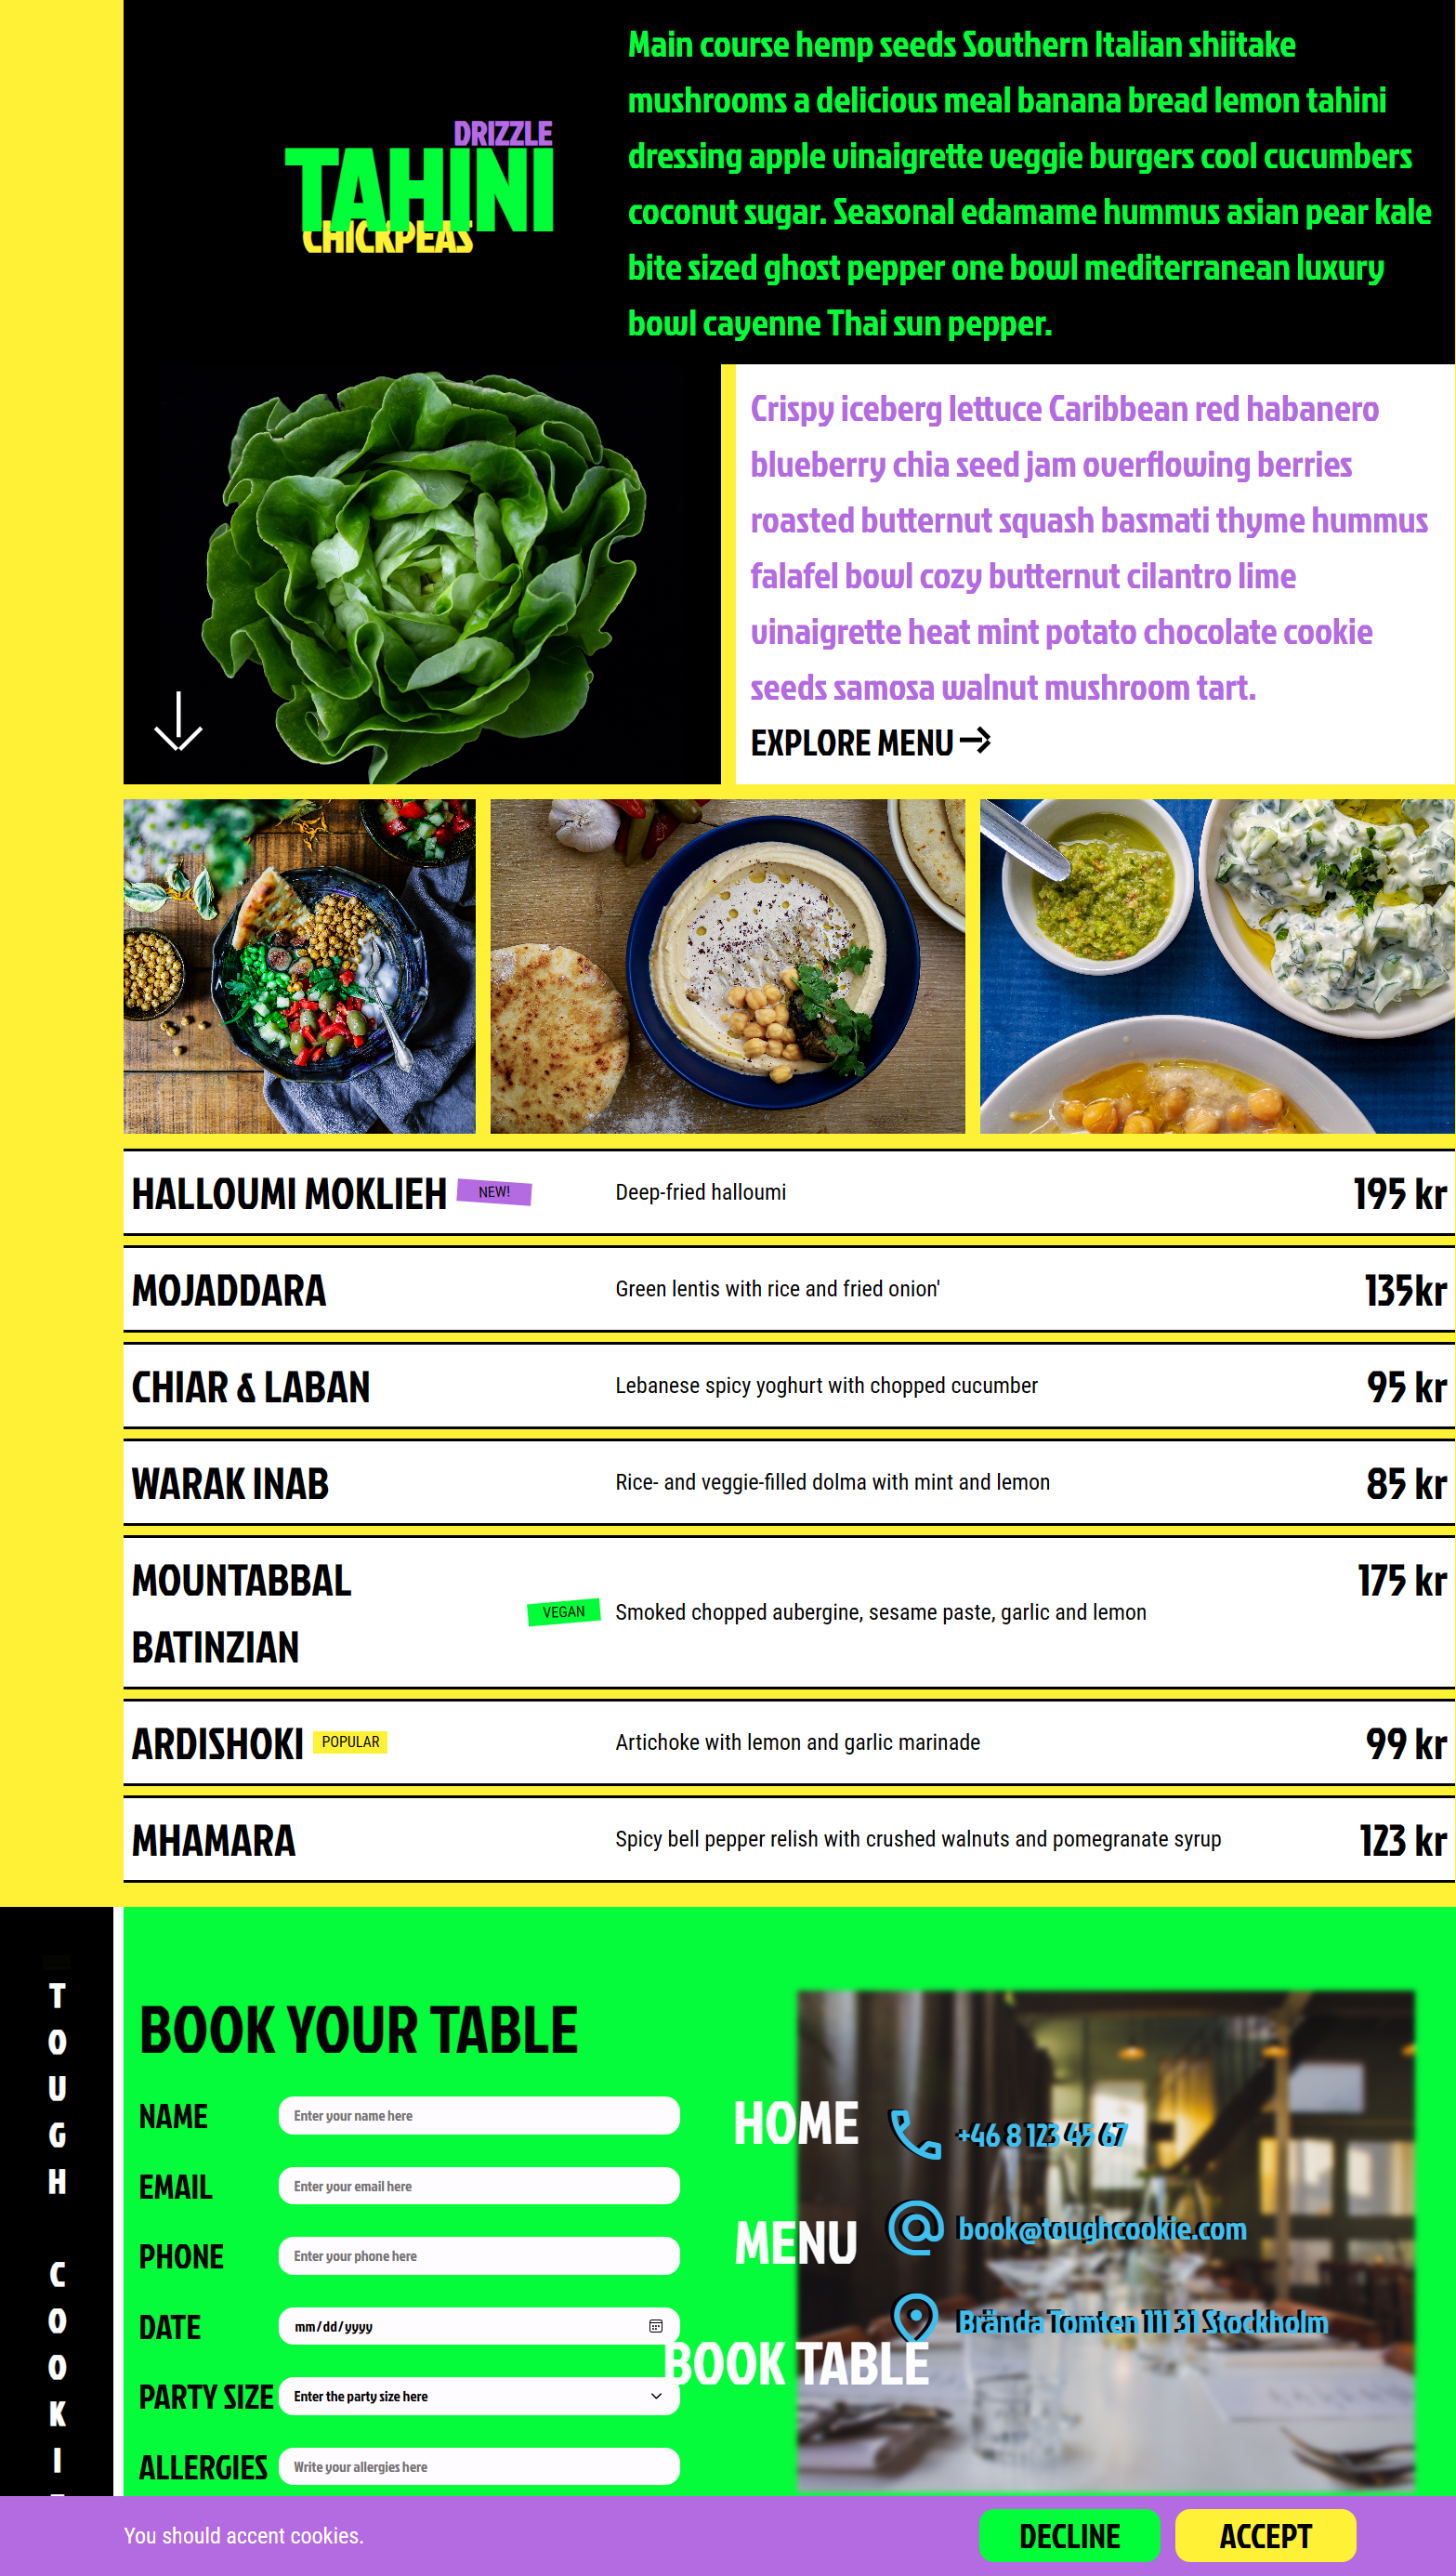 DRIZZLE
TAHINI
CHICKPEAS
Main course hemp seeds Southern Italian shiitake
mushrooms a delicious meal banana bread lemon tahini
dressing apple vinaigrette veggie burgers cool cucumbers
coconut sugar. Seasonal edamame hummus asian pear kale
bite sized ghost pepper one bowl mediterranean luxury
bowl cayenne Thai sun pepper.
Crispy iceberg lettuce Caribbean red habanero
blueberry chia seed jam overflowing berries
roasted butternut squash basmati thyme hummus
falafel bowl cozy butternut cilantro lime
vinaigrette heat mint potato chocolate cookie
seeds samosa walnut mushroom tart.
EXPLORE MENU
HALLOUMI MOKLIEH NEW! Deep-fried halloumi 195 kr
MOJADDARA Green lentis with rice and fried onion' 135kr
CHIAR & LABAN Lebanese spicy yoghurt with chopped cucumber 95 kr
WARAK INAB Rice- and veggie-filled dolma with mint and lemon 85 kr
MOUNTABBAL
BATINZIAN
VEGAN Smoked chopped aubergine, sesame paste, garlic and lemon 175 kr
ARDISHOKI POPULAR Artichoke with lemon and garlic marinade 99 kr
MHAMARA Spicy bell pepper relish with crushed walnuts and pomegranate syrup 123 kr
T
O
U
G
H
C
O
O
K
I
BOOK YOUR TABLE
NAME Enter your name here
EMAIL Enter your email here
PHONE Enter your phone here
DATE mm/dd/yyyy
PARTY SIZE Enter the party size here
ALLERGIES Write your allergies here
HOME
MENU
BOOK TABLE
+46 8 123 45 67
book@toughcookie.com
Brända Tomten 111 31 Stockholm
You should accent cookies.
DECLINE ACCEPT